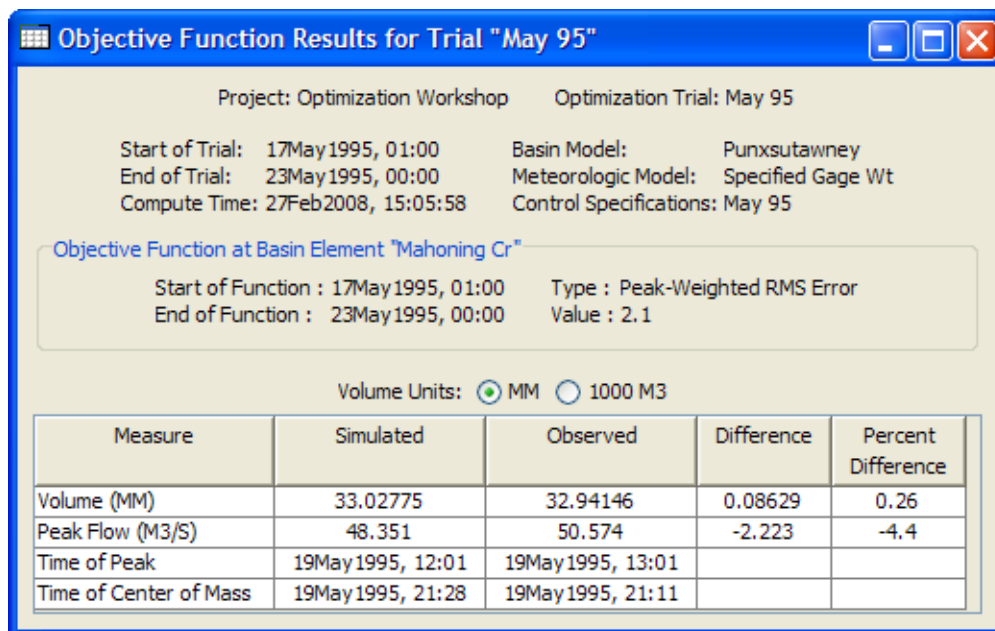 Objective Function Results for Trial "May 95"
Project: Optimization Workshop Optimization Trial: May 95
Start of Trial: 17May1995, 01:00 Basin Model: Punxsutawney
End of Trial: 23May1995, 00:00 Meteorologic Model: Specified Gage Wt
Compute Time: 27Feb2008, 15:05:58 Control Specifications: May 95
Objective Function at Basin Element "Mahoning Cr"
Start of Function : 17May1995, 01:00 Type : Peak-Weighted RMS Error
End of Function : 23May1995, 00:00 Value : 2.1
Volume Units: MM 1000 M3
Measure Simulated Observed Difference Percent
Difference
Volume (MM) 33.02775 32.94146 0.08629 0.26
Peak Flow (M3/S) 48.351 50.574 -2.223 -4.4
Time of Peak 19May1995, 12:01 19May1995, 13:01
Time of Center of Mass 19May1995, 21:28 19May1995, 21:11